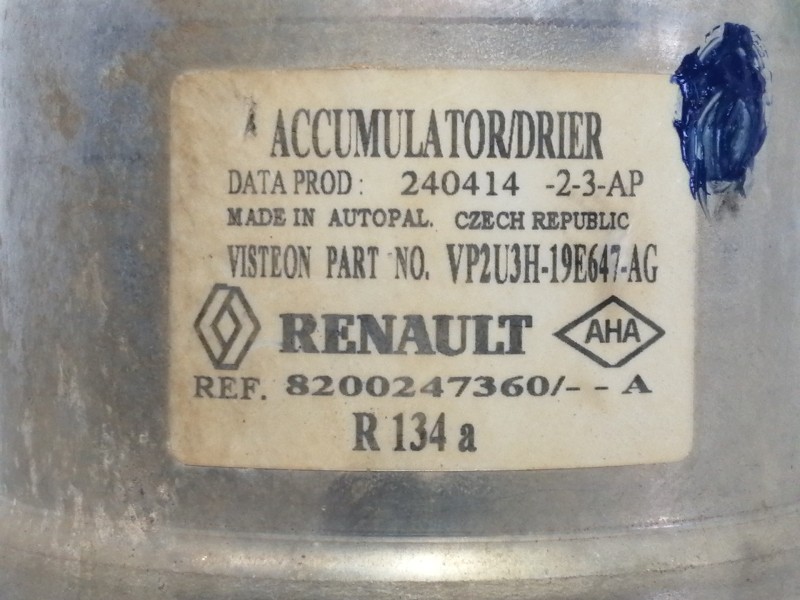 ACCUMULATOR/DRIER
DATA PROD: 240414 -2-3-AP
MADE IN AUTOPAL. CZECH REPUBLIC
VISTEON PART NO. VP2U3H-19E647-AG
RENAULT AHA
REF. 8200247360/-- A
R 134 a